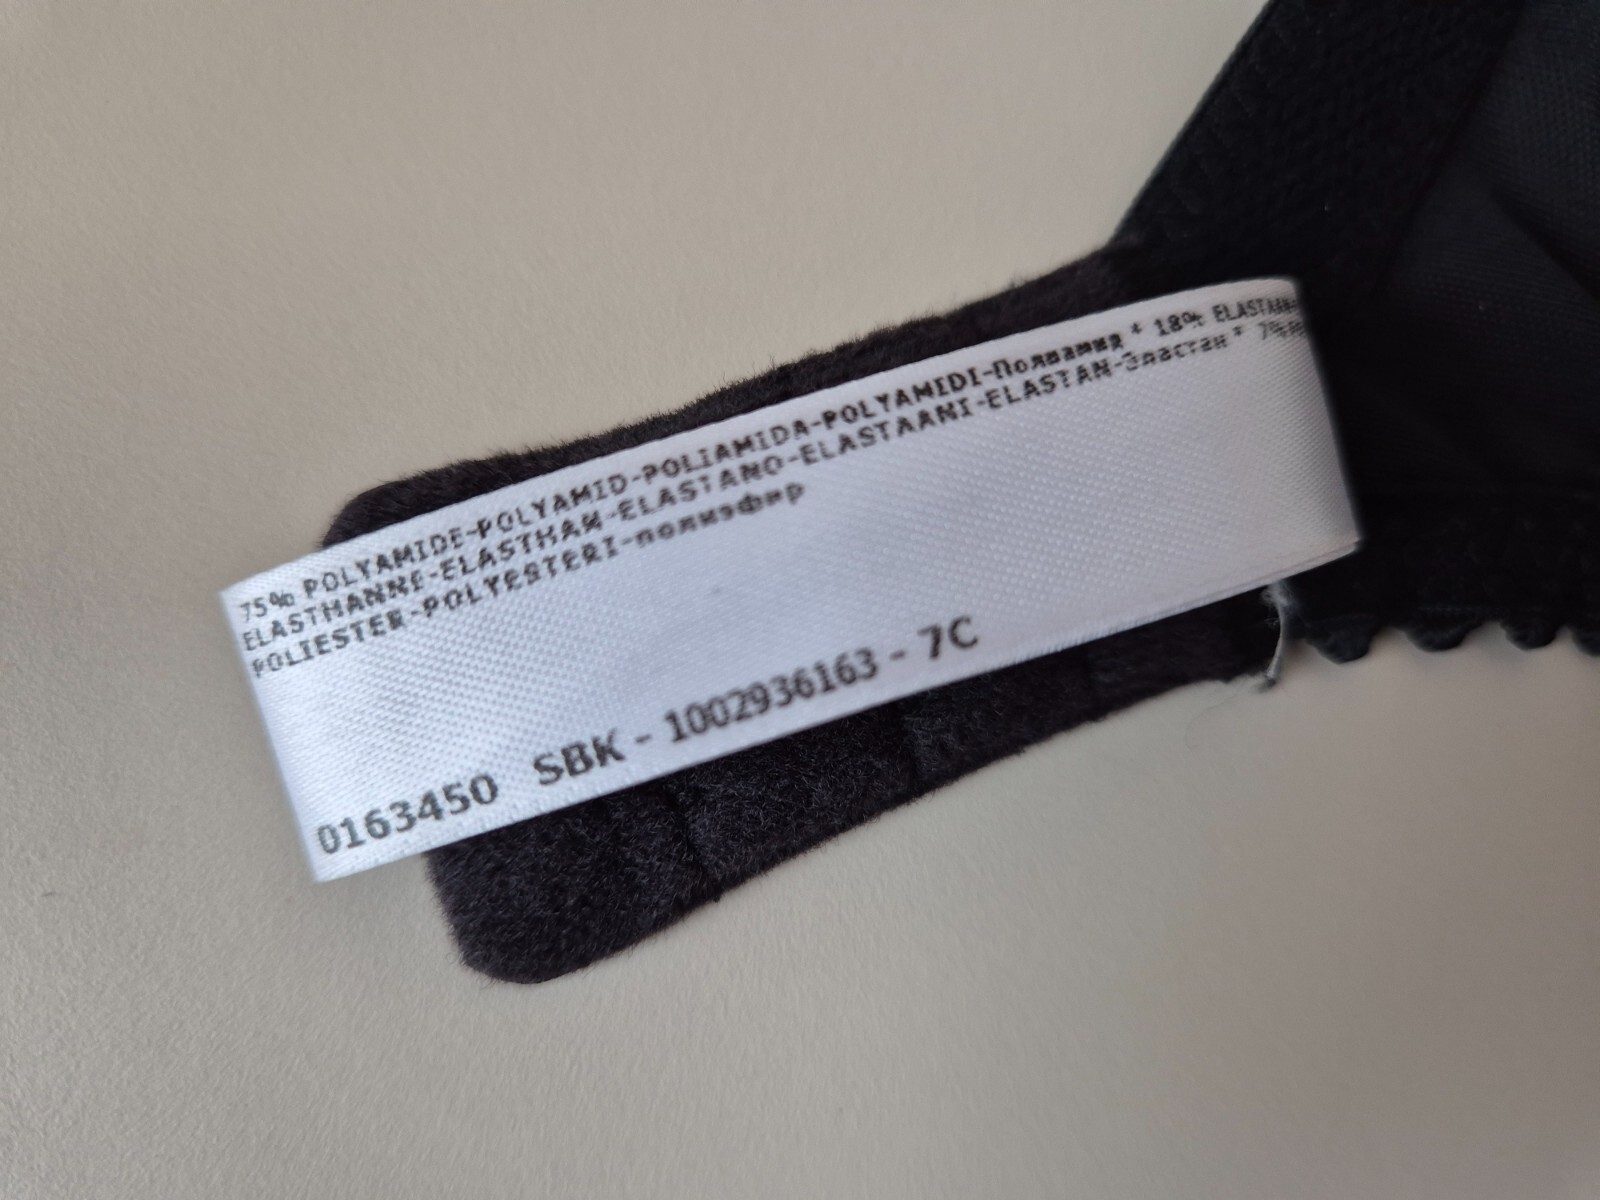 75% POLYAMIDE-POLYAMID-POLIAMIDA-POLYAMIDI-Полиамид * 18%
ELASTHANNE-ELASTHAN-ELASTANO-ELASTAANI-ELASTAN-Эластан * 7%
POLIESTER-POLYESTERI-полиэфир
0163450 SBK - 1002936163 - 7C